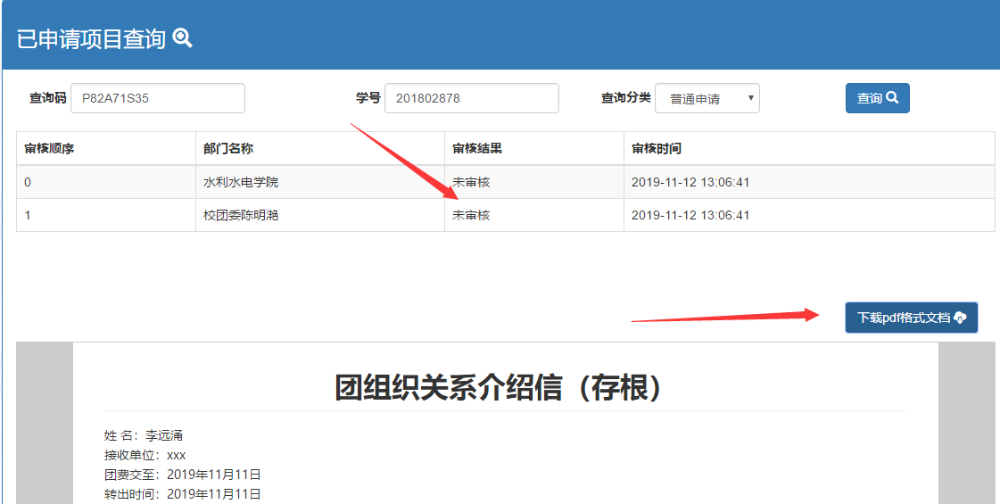 已申请项目查询
查询码 P82A71S35 学号 201802878 查询分类 普通申请 查询
审核顺序 部门名称 审核结果 审核时间
0 水利水电学院 未审核 2019-11-12 13:06:41
1 校团委陈明滟 未审核 2019-11-12 13:06:41
下载pdf格式文档
团组织关系介绍信（存根）
姓 名：李远涌
接收单位：xxx
团费交至：2019年11月11日
转出时间：2019年11月11日